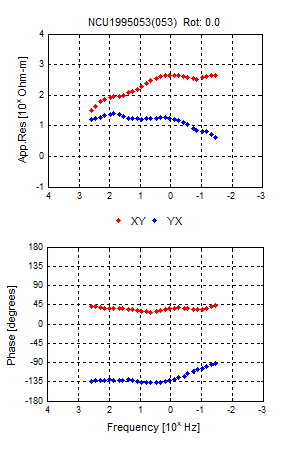 NCU1995053(053) Rot: 0.0
App.Res [10^x Ohm-m]
4
3
2
1
0
-1
4 3 2 1 0 -1 -2 -3
XY YX
Phase [degrees]
180
135
90
45
0
-45
-90
-135
-180
4 3 2 1 0 -1 -2 -3
Frequency [10^x Hz]